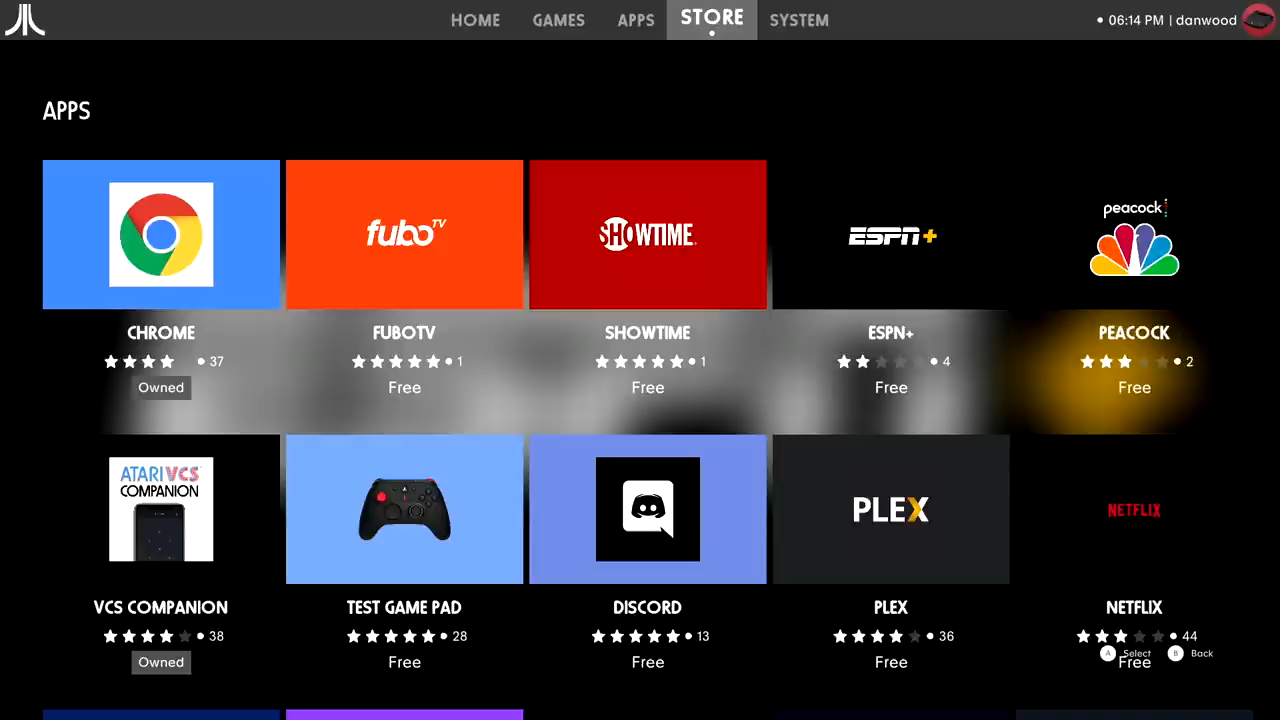 HOME GAMES APPS STORE SYSTEM 06:14 PM | danwood
APPS
fubo TV
SHOWTIME
ESPN+
peacock
CHROME FUBOTV SHOWTIME ESPN+ PEACOCK
37 1 1 4 2
Owned Free Free Free Free
ATARI VCS
COMPANION
PLEX
NETFLIX
VCS COMPANION TEST GAME PAD DISCORD PLEX NETFLIX
38 28 13 36 44
A Select B Back
Owned Free Free Free Free